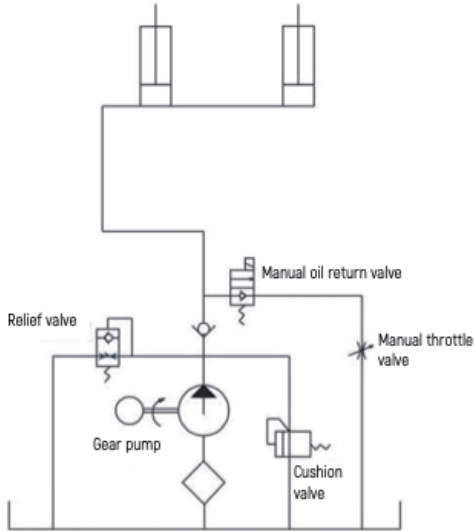 Manual oil return valve
Relief valve
Manual throttle
valve
Gear pump
Cushion
valve